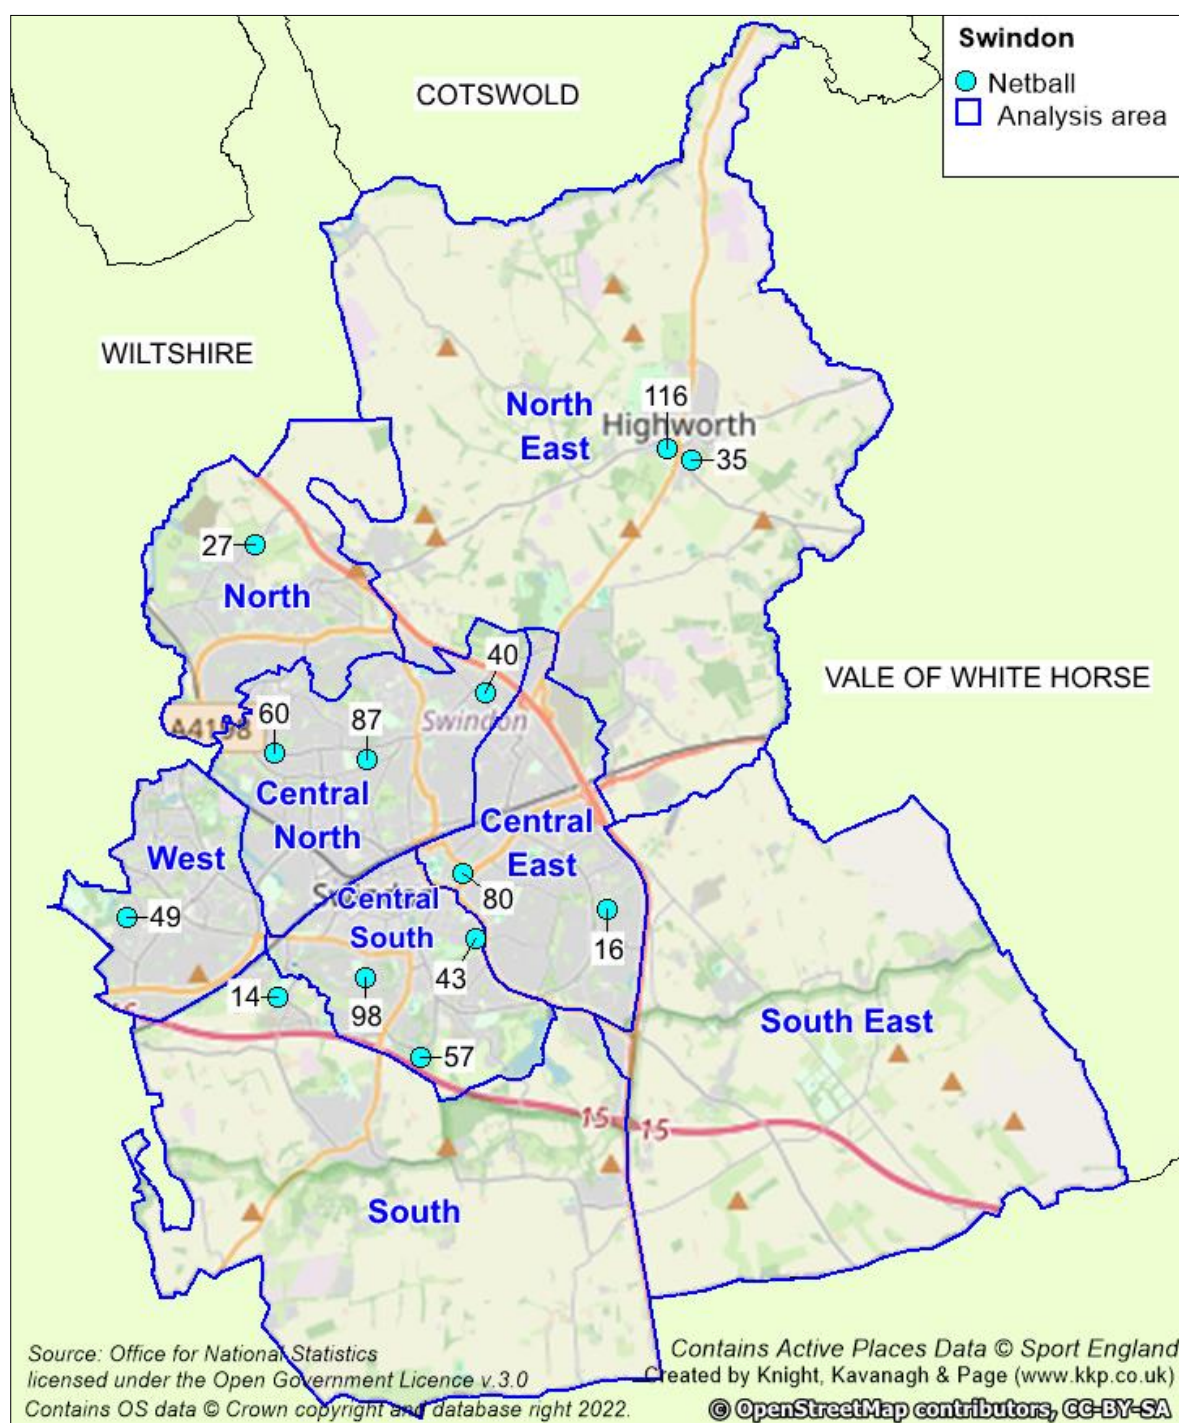 Swindon
Netball
Analysis area
COTSWOLD
WILTSHIRE
116
North
East
Highworth
35
27
North
40
VALE OF WHITE HORSE
Swindon
60
87
A4198
Central
North
Central
East
West
Central
South
49
80
16
43
14
98
South East
57
15
15
South
Source: Office for National Statistics
licensed under the Open Government Licence v.3.0
Contains OS data © Crown copyright and database right 2022.
Contains Active Places Data © Sport England
Created by Knight, Kavanagh & Page (www.kkp.co.uk)
© OpenStreetMap contributors, CC-BY-SA